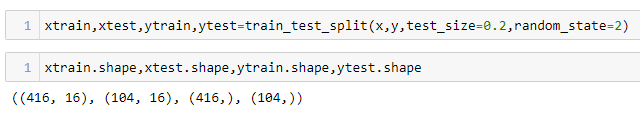 1 xtrain,xtest,ytrain,ytest=train_test_split(x,y,test_size=0.2,random_state=2)
1 xtrain.shape,xtest.shape,ytrain.shape,ytest.shape
((416, 16), (104, 16), (416,), (104,))